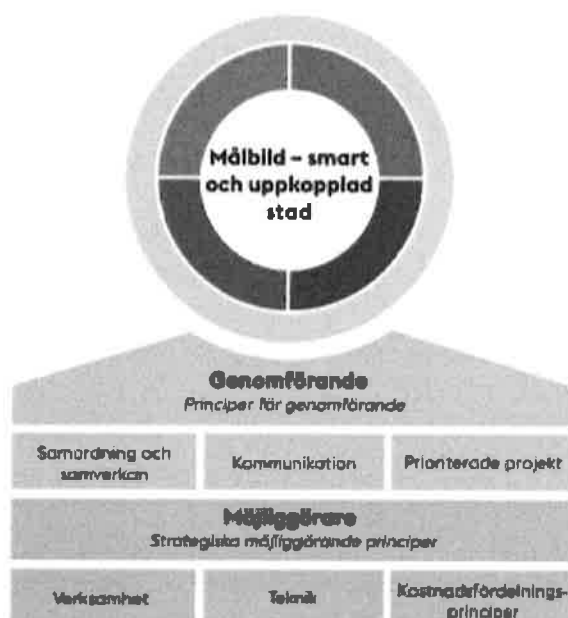 Målbild – smart
och uppkopplad
stad
Genomförande
Principer för genomförande
Samordning och
samverkan
Kommunikation
Prioriterade projekt
Möjliggörare
Strategiska möjliggörande principer
Verksamhet
Teknik
Kostnadsfördelnings-
principer